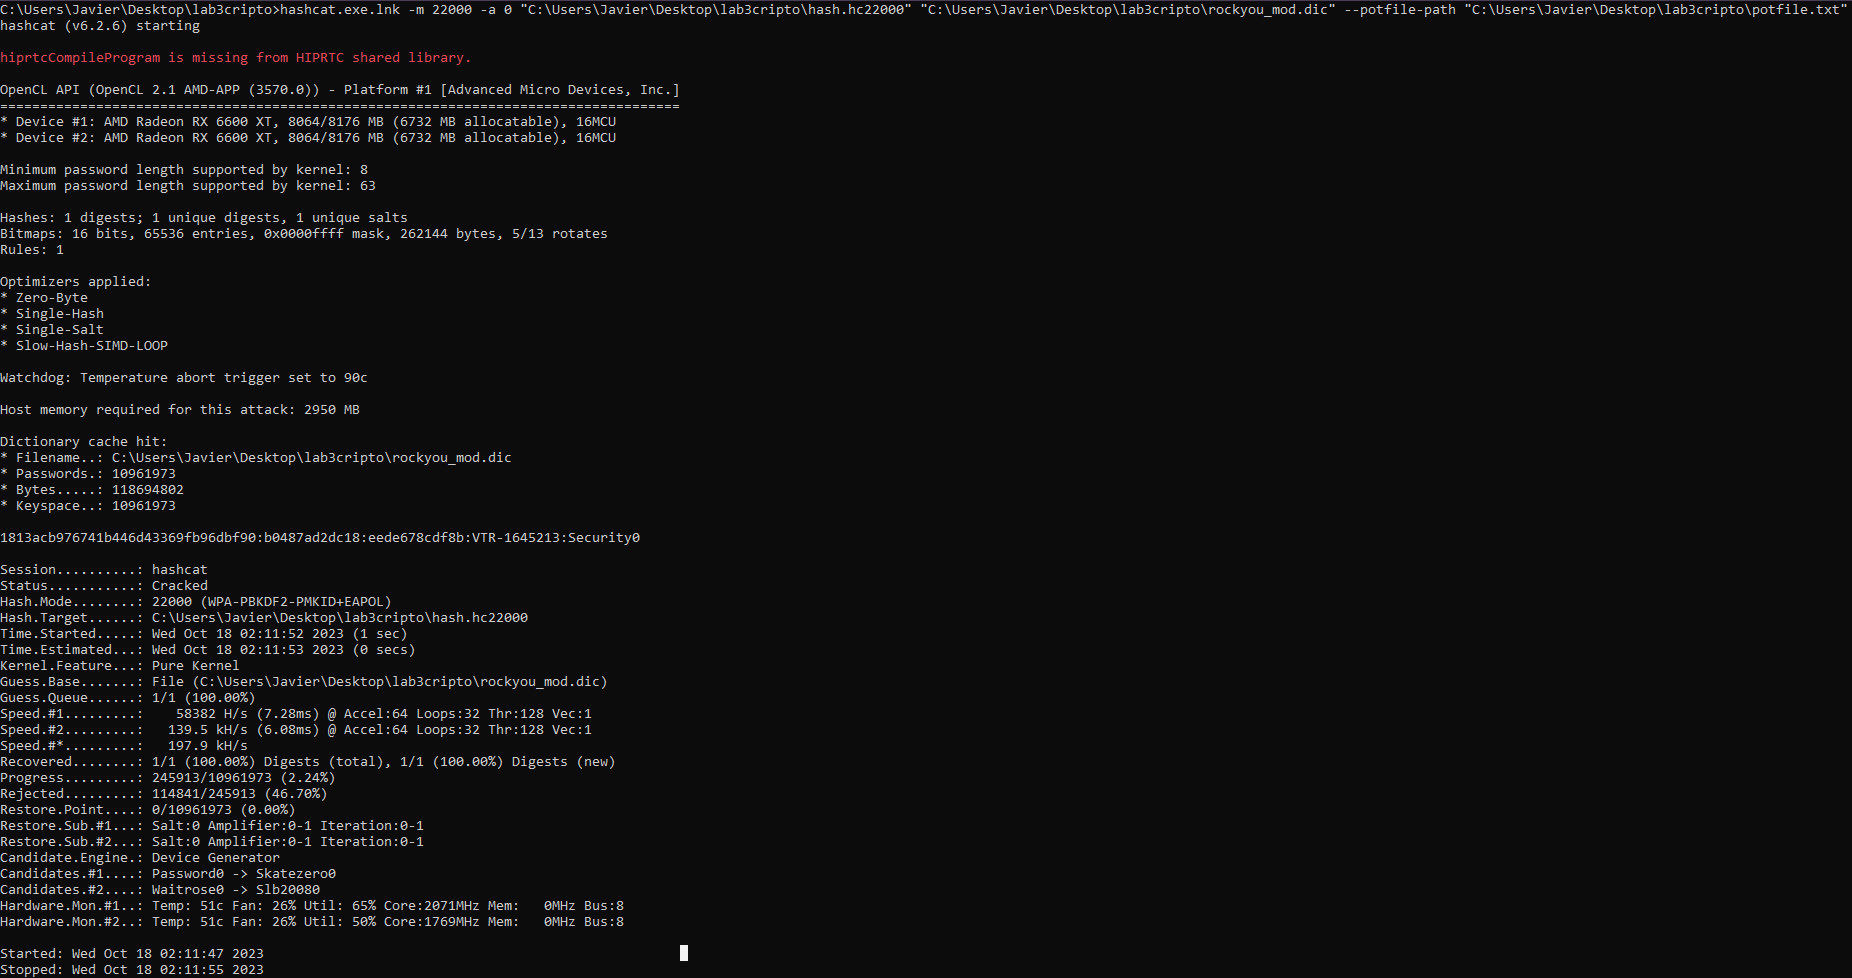 C:\Users\Javier\Desktop\lab3cripto>hashcat.exe.lnk -m 22000 -a 0 "C:\Users\Javier\Desktop\lab3cripto\hash.hc22000" "C:\Users\Javier\Desktop\lab3cripto\rockyou_mod.dic" --potfile-path "C:\Users\Javier\Desktop\lab3cripto\potfile.txt"
hashcat (v6.2.6) starting
hiprtcCompileProgram is missing from HIPRTC shared library.
OpenCL API (OpenCL 2.1 AMD-APP (3570.0)) - Platform #1 [Advanced Micro Devices, Inc.]
=====================================================================================
* Device #1: AMD Radeon RX 6600 XT, 8064/8176 MB (6732 MB allocatable), 16MCU
* Device #2: AMD Radeon RX 6600 XT, 8064/8176 MB (6732 MB allocatable), 16MCU
Minimum password length supported by kernel: 8
Maximum password length supported by kernel: 63
Hashes: 1 digests; 1 unique digests, 1 unique salts
Bitmaps: 16 bits, 65536 entries, 0x0000ffff mask, 262144 bytes, 5/13 rotates
Rules: 1
Optimizers applied:
* Zero-Byte
* Single-Hash
* Single-Salt
* Slow-Hash-SIMD-LOOP
Watchdog: Temperature abort trigger set to 90c
Host memory required for this attack: 2950 MB
Dictionary cache hit:
* Filename..: C:\Users\Javier\Desktop\lab3cripto\rockyou_mod.dic
* Passwords.: 10961973
* Bytes.....: 118694802
* Keyspace..: 10961973
1813acb976741b446d43369fb96dbf90:b0487ad2dc18:eede678cdf8b:VTR-1645213:Security0
Session..........: hashcat
Status...........: Cracked
Hash.Mode........: 22000 (WPA-PBKDF2-PMKID+EAPOL)
Hash.Target......: C:\Users\Javier\Desktop\lab3cripto\hash.hc22000
Time.Started.....: Wed Oct 18 02:11:52 2023 (1 sec)
Time.Estimated...: Wed Oct 18 02:11:53 2023 (0 secs)
Kernel.Feature...: Pure Kernel
Guess.Base.......: File (C:\Users\Javier\Desktop\lab3cripto\rockyou_mod.dic)
Guess.Queue......: 1/1 (100.00%)
Speed.#1.........:    58382 H/s (7.28ms) @ Accel:64 Loops:32 Thr:128 Vec:1
Speed.#2.........:   139.5 kH/s (6.08ms) @ Accel:64 Loops:32 Thr:128 Vec:1
Speed.#*.........:   197.9 kH/s
Recovered........: 1/1 (100.00%) Digests (total), 1/1 (100.00%) Digests (new)
Progress.........: 245913/10961973 (2.24%)
Rejected.........: 114841/245913 (46.70%)
Restore.Point....: 0/10961973 (0.00%)
Restore.Sub.#1...: Salt:0 Amplifier:0-1 Iteration:0-1
Restore.Sub.#2...: Salt:0 Amplifier:0-1 Iteration:0-1
Candidate.Engine.: Device Generator
Candidates.#1....: Password0 -> Skatezero0
Candidates.#2....: Waitrose0 -> Slb20080
Hardware.Mon.#1..: Temp: 51c Fan: 26% Util: 65% Core:2071MHz Mem:   0MHz Bus:8
Hardware.Mon.#2..: Temp: 51c Fan: 26% Util: 50% Core:1769MHz Mem:   0MHz Bus:8
Started: Wed Oct 18 02:11:47 2023
Stopped: Wed Oct 18 02:11:55 2023